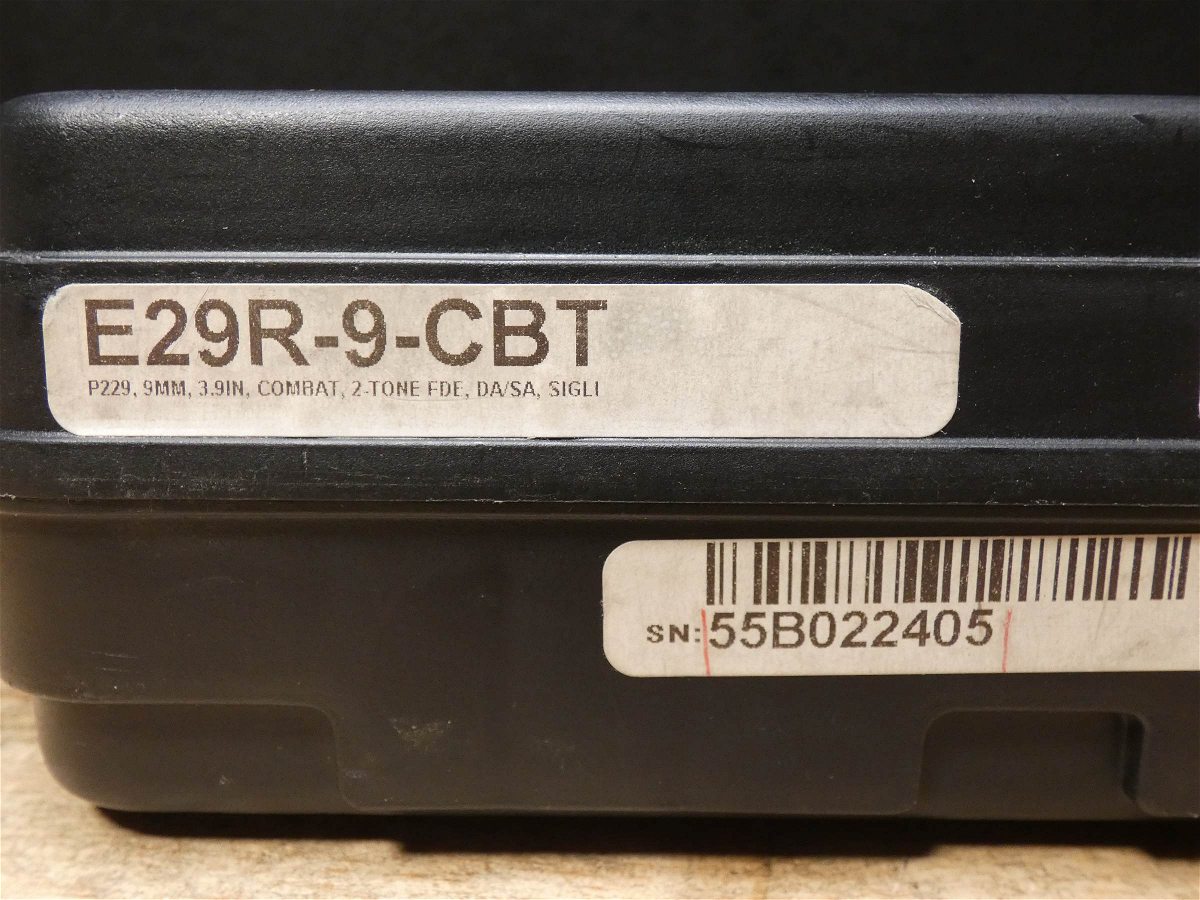 E29R-9-CBT
P229, 9MM, 3.9IN, COMBAT, 2-TONE FDE, DA/SA, SIGLI
SN: 55B022405